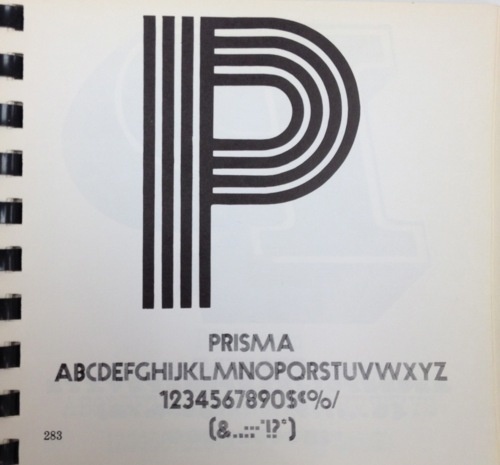 P
PRISMA
ABCDEFGHIJKLMNOPQRSTUVWXYZ
1234567890$¢%/
(&..,:;"!?")
283